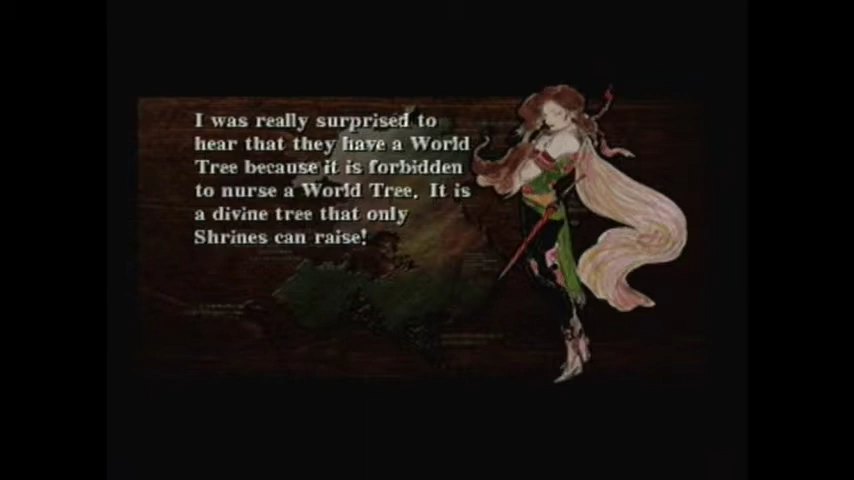 I was really surprised to
hear that they have a World
Tree because it is forbidden
to nurse a World Tree. It is
a divine tree that only
Shrines can raise!